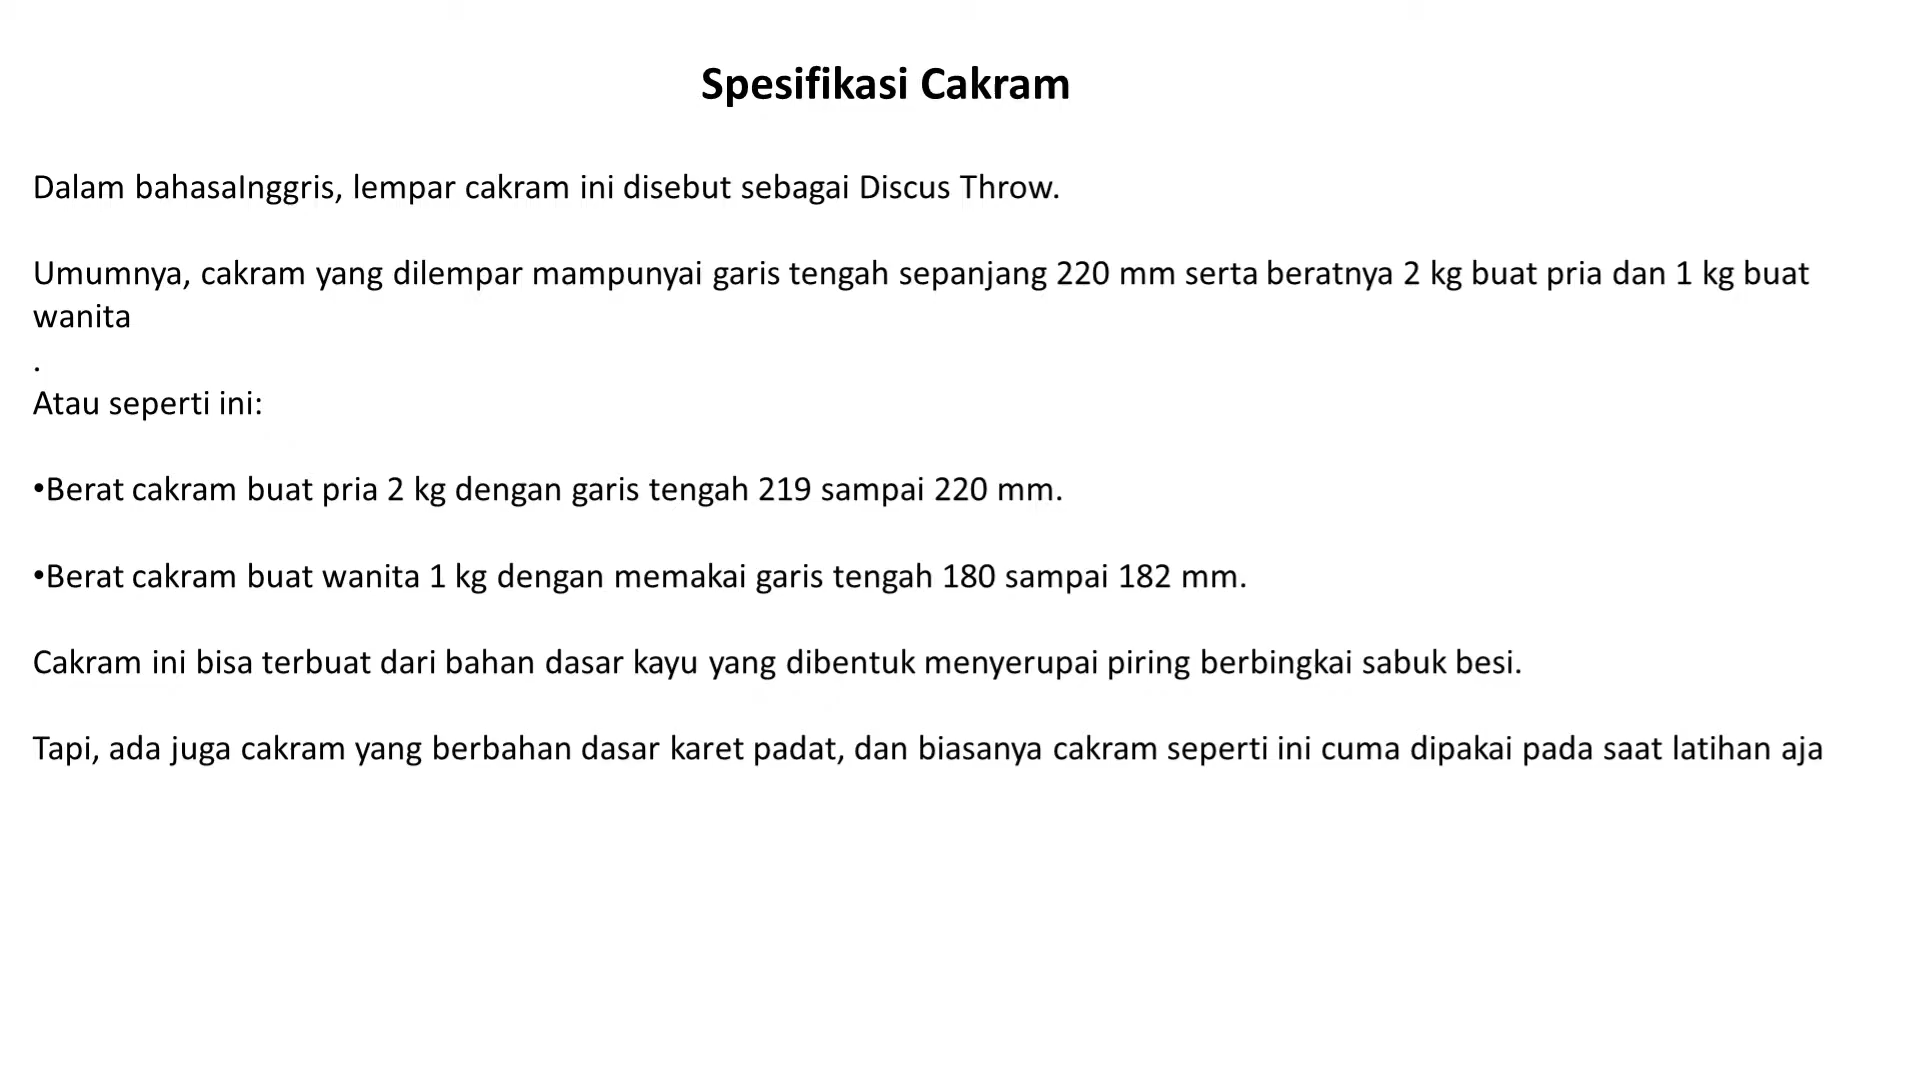 Spesifikasi Cakram
Dalam bahasaInggris, lempar cakram ini disebut sebagai Discus Throw.
Umumnya, cakram yang dilempar mampunyai garis tengah sepanjang 220 mm serta beratnya 2 kg buat pria dan 1 kg buat
wanita
.
Atau seperti ini:
•Berat cakram buat pria 2 kg dengan garis tengah 219 sampai 220 mm.
•Berat cakram buat wanita 1 kg dengan memakai garis tengah 180 sampai 182 mm.
Cakram ini bisa terbuat dari bahan dasar kayu yang dibentuk menyerupai piring berbingkai sabuk besi.
Tapi, ada juga cakram yang berbahan dasar karet padat, dan biasanya cakram seperti ini cuma dipakai pada saat latihan aja